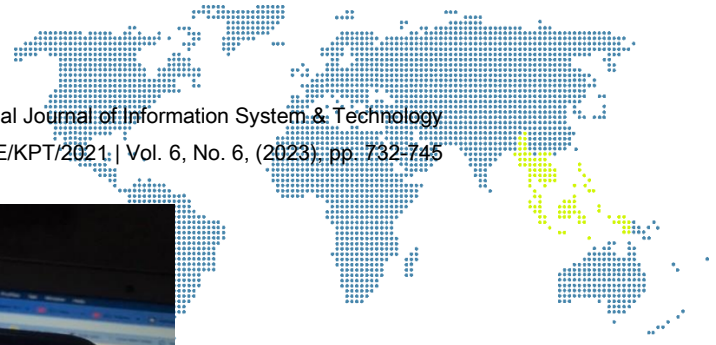 al Journal of Information System & Technology
E/KPT/2021 | Vol. 6, No. 6, (2023), pp. 732-745